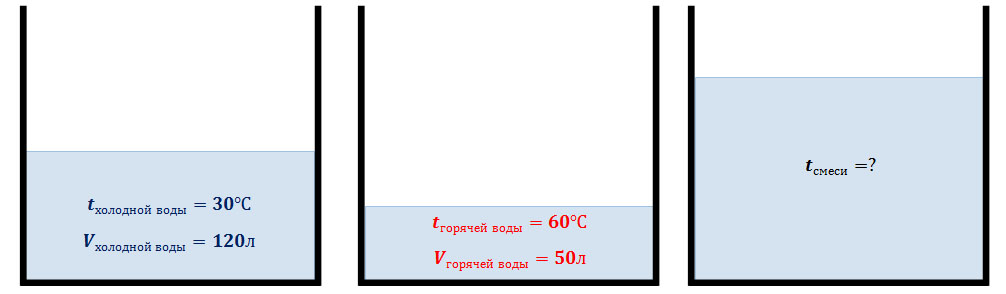 tхолодной воды = 30°C
Vхолодной воды = 120л
tгорячей воды = 60°C
Vгорячей воды = 50л
tсмеси =?